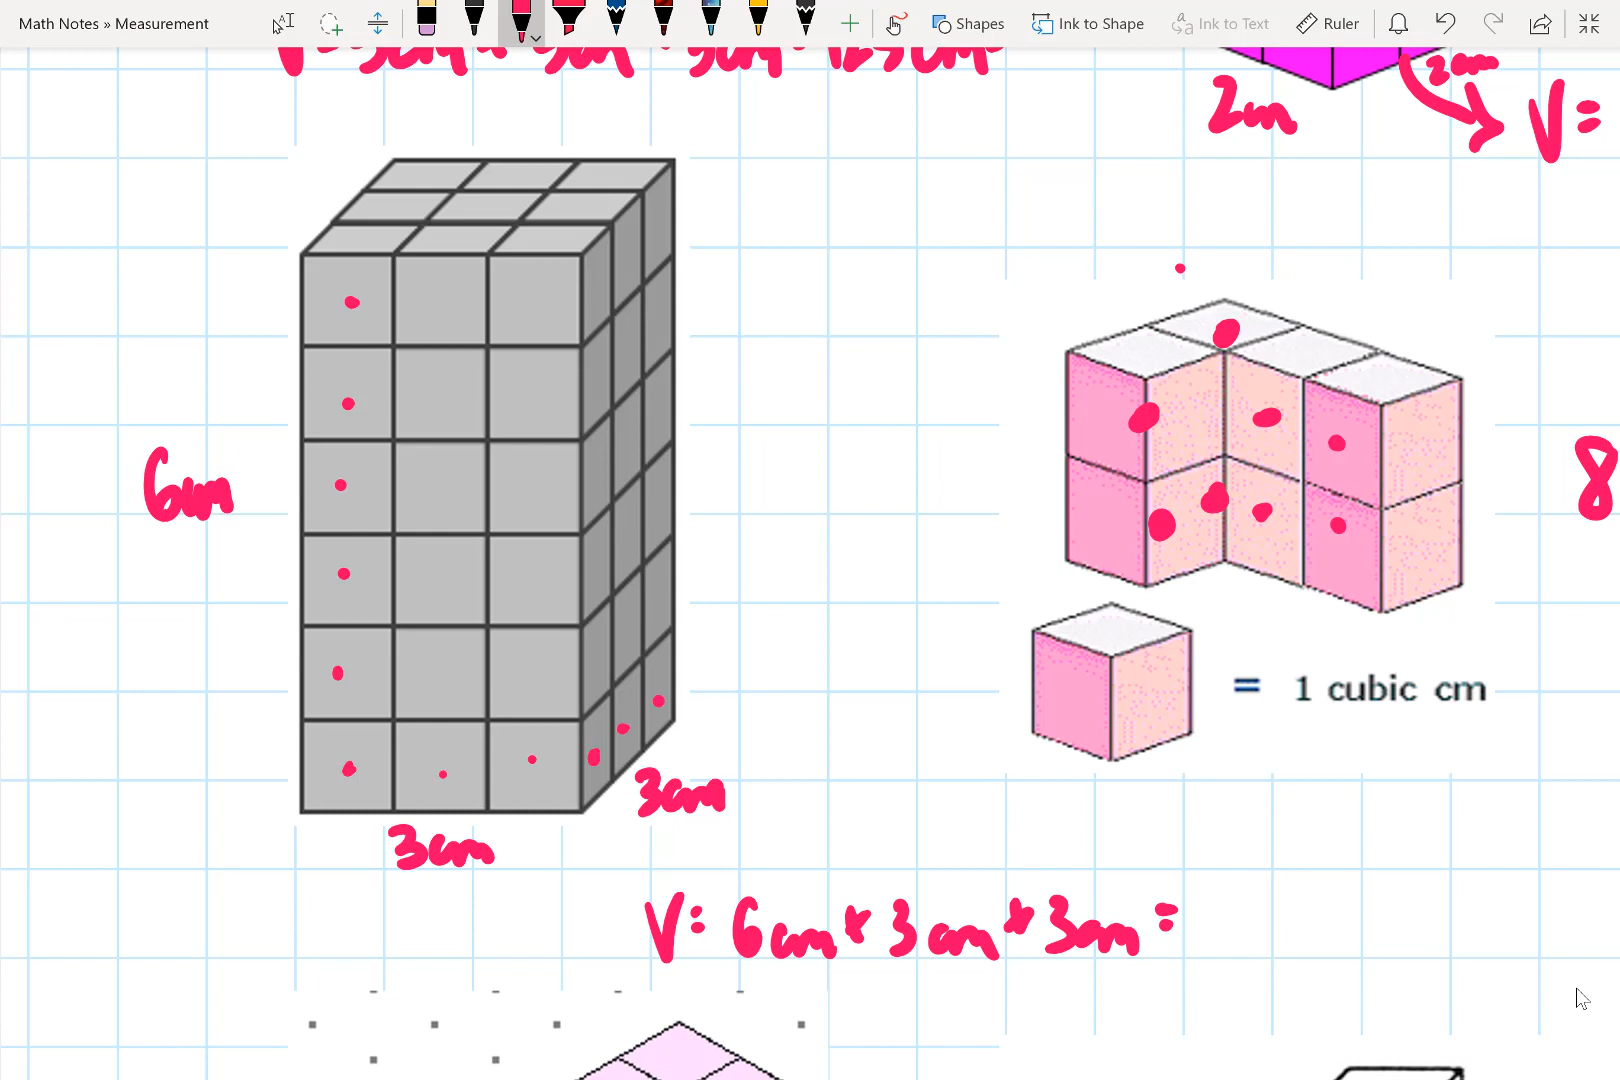 Math Notes » Measurement
Shapes
Ink to Shape
Ink to Text
Ruler
2cm
2cm
V=
6cm
8
= 1 cubic cm
3cm
3cm
V= 6cm * 3cm * 3cm =